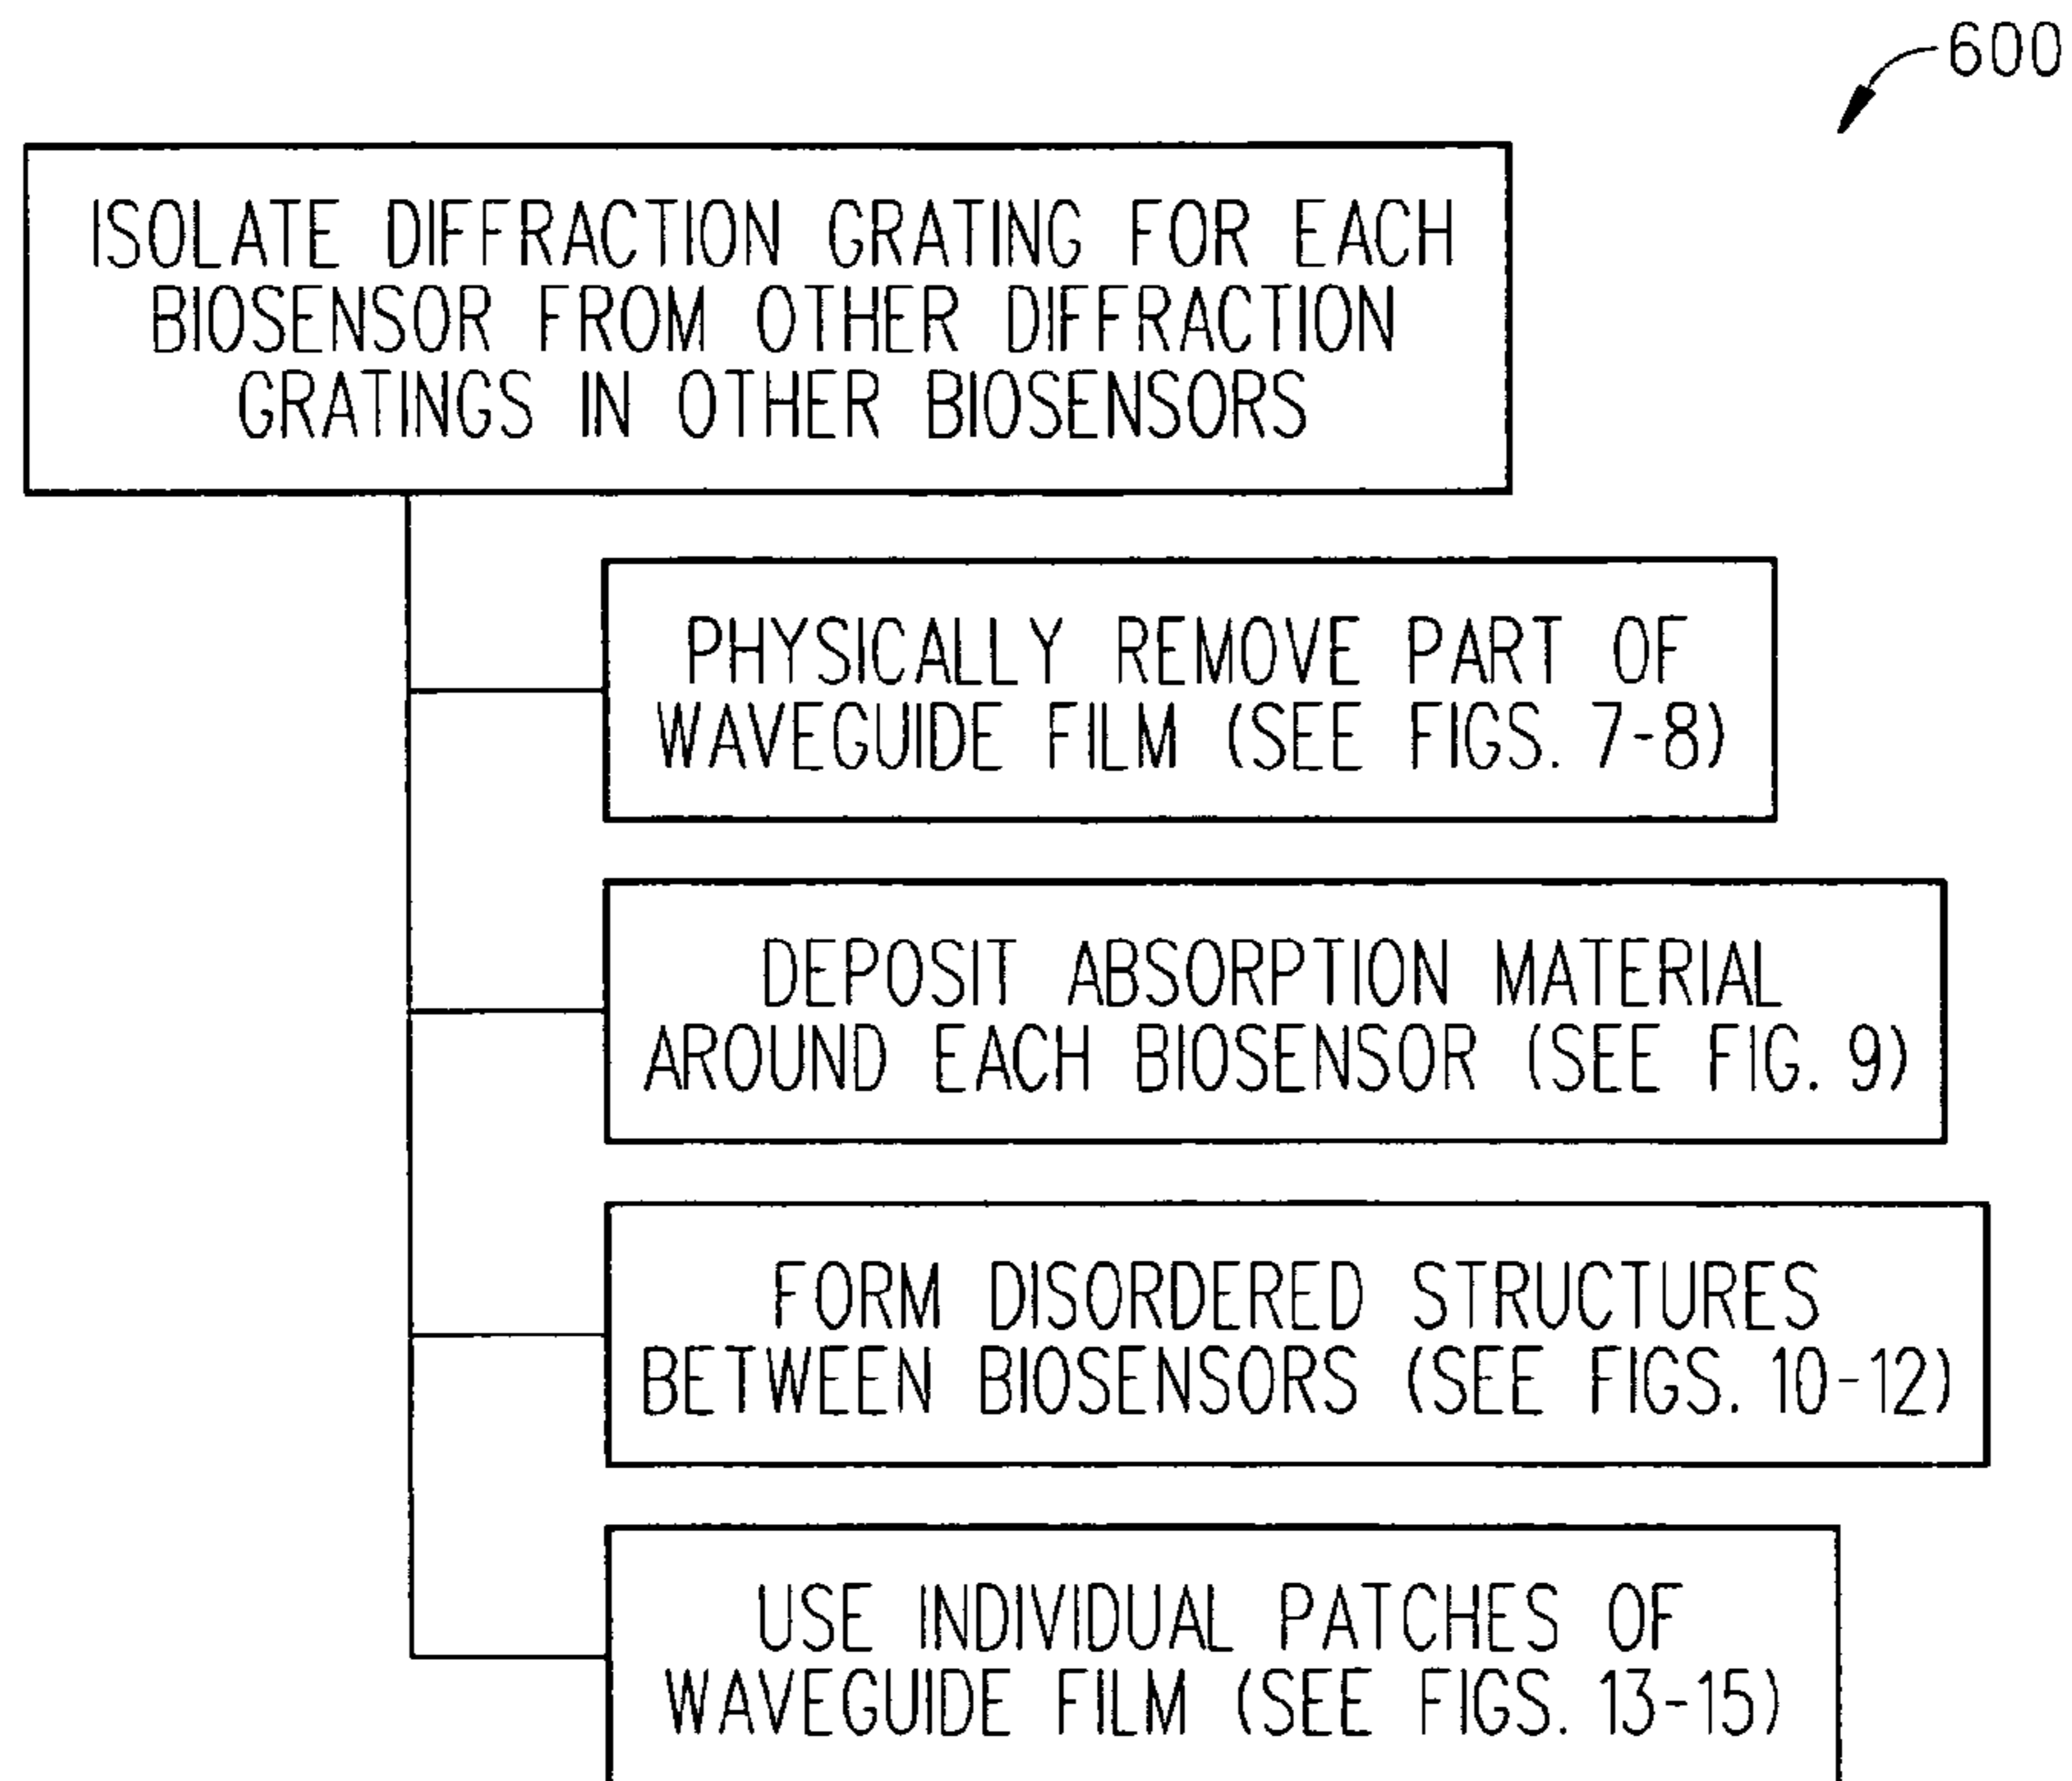 600
ISOLATE DIFFRACTION GRATING FOR EACH
BIOSENSOR FROM OTHER DIFFRACTION
GRATINGS IN OTHER BIOSENSORS
PHYSICALLY REMOVE PART OF
WAVEGUIDE FILM (SEE FIGS. 7-8)
DEPOSIT ABSORPTION MATERIAL
AROUND EACH BIOSENSOR (SEE FIG. 9)
FORM DISORDERED STRUCTURES
BETWEEN BIOSENSORS (SEE FIGS. 10-12)
USE INDIVIDUAL PATCHES OF
WAVEGUIDE FILM (SEE FIGS. 13-15)